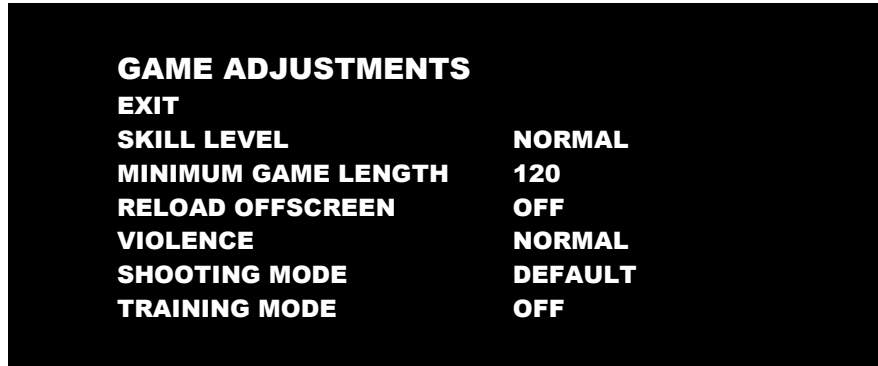 GAME ADJUSTMENTS
EXIT
SKILL LEVEL NORMAL
MINIMUM GAME LENGTH 120
RELOAD OFFSCREEN OFF
VIOLENCE NORMAL
SHOOTING MODE DEFAULT
TRAINING MODE OFF